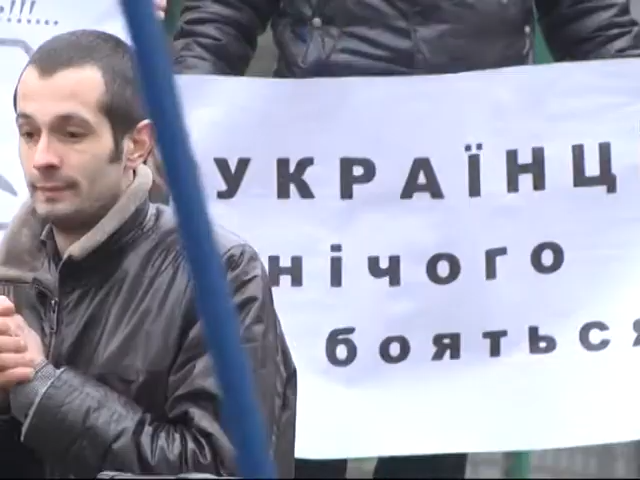 УКРАЇНЦ
нічого
бояться